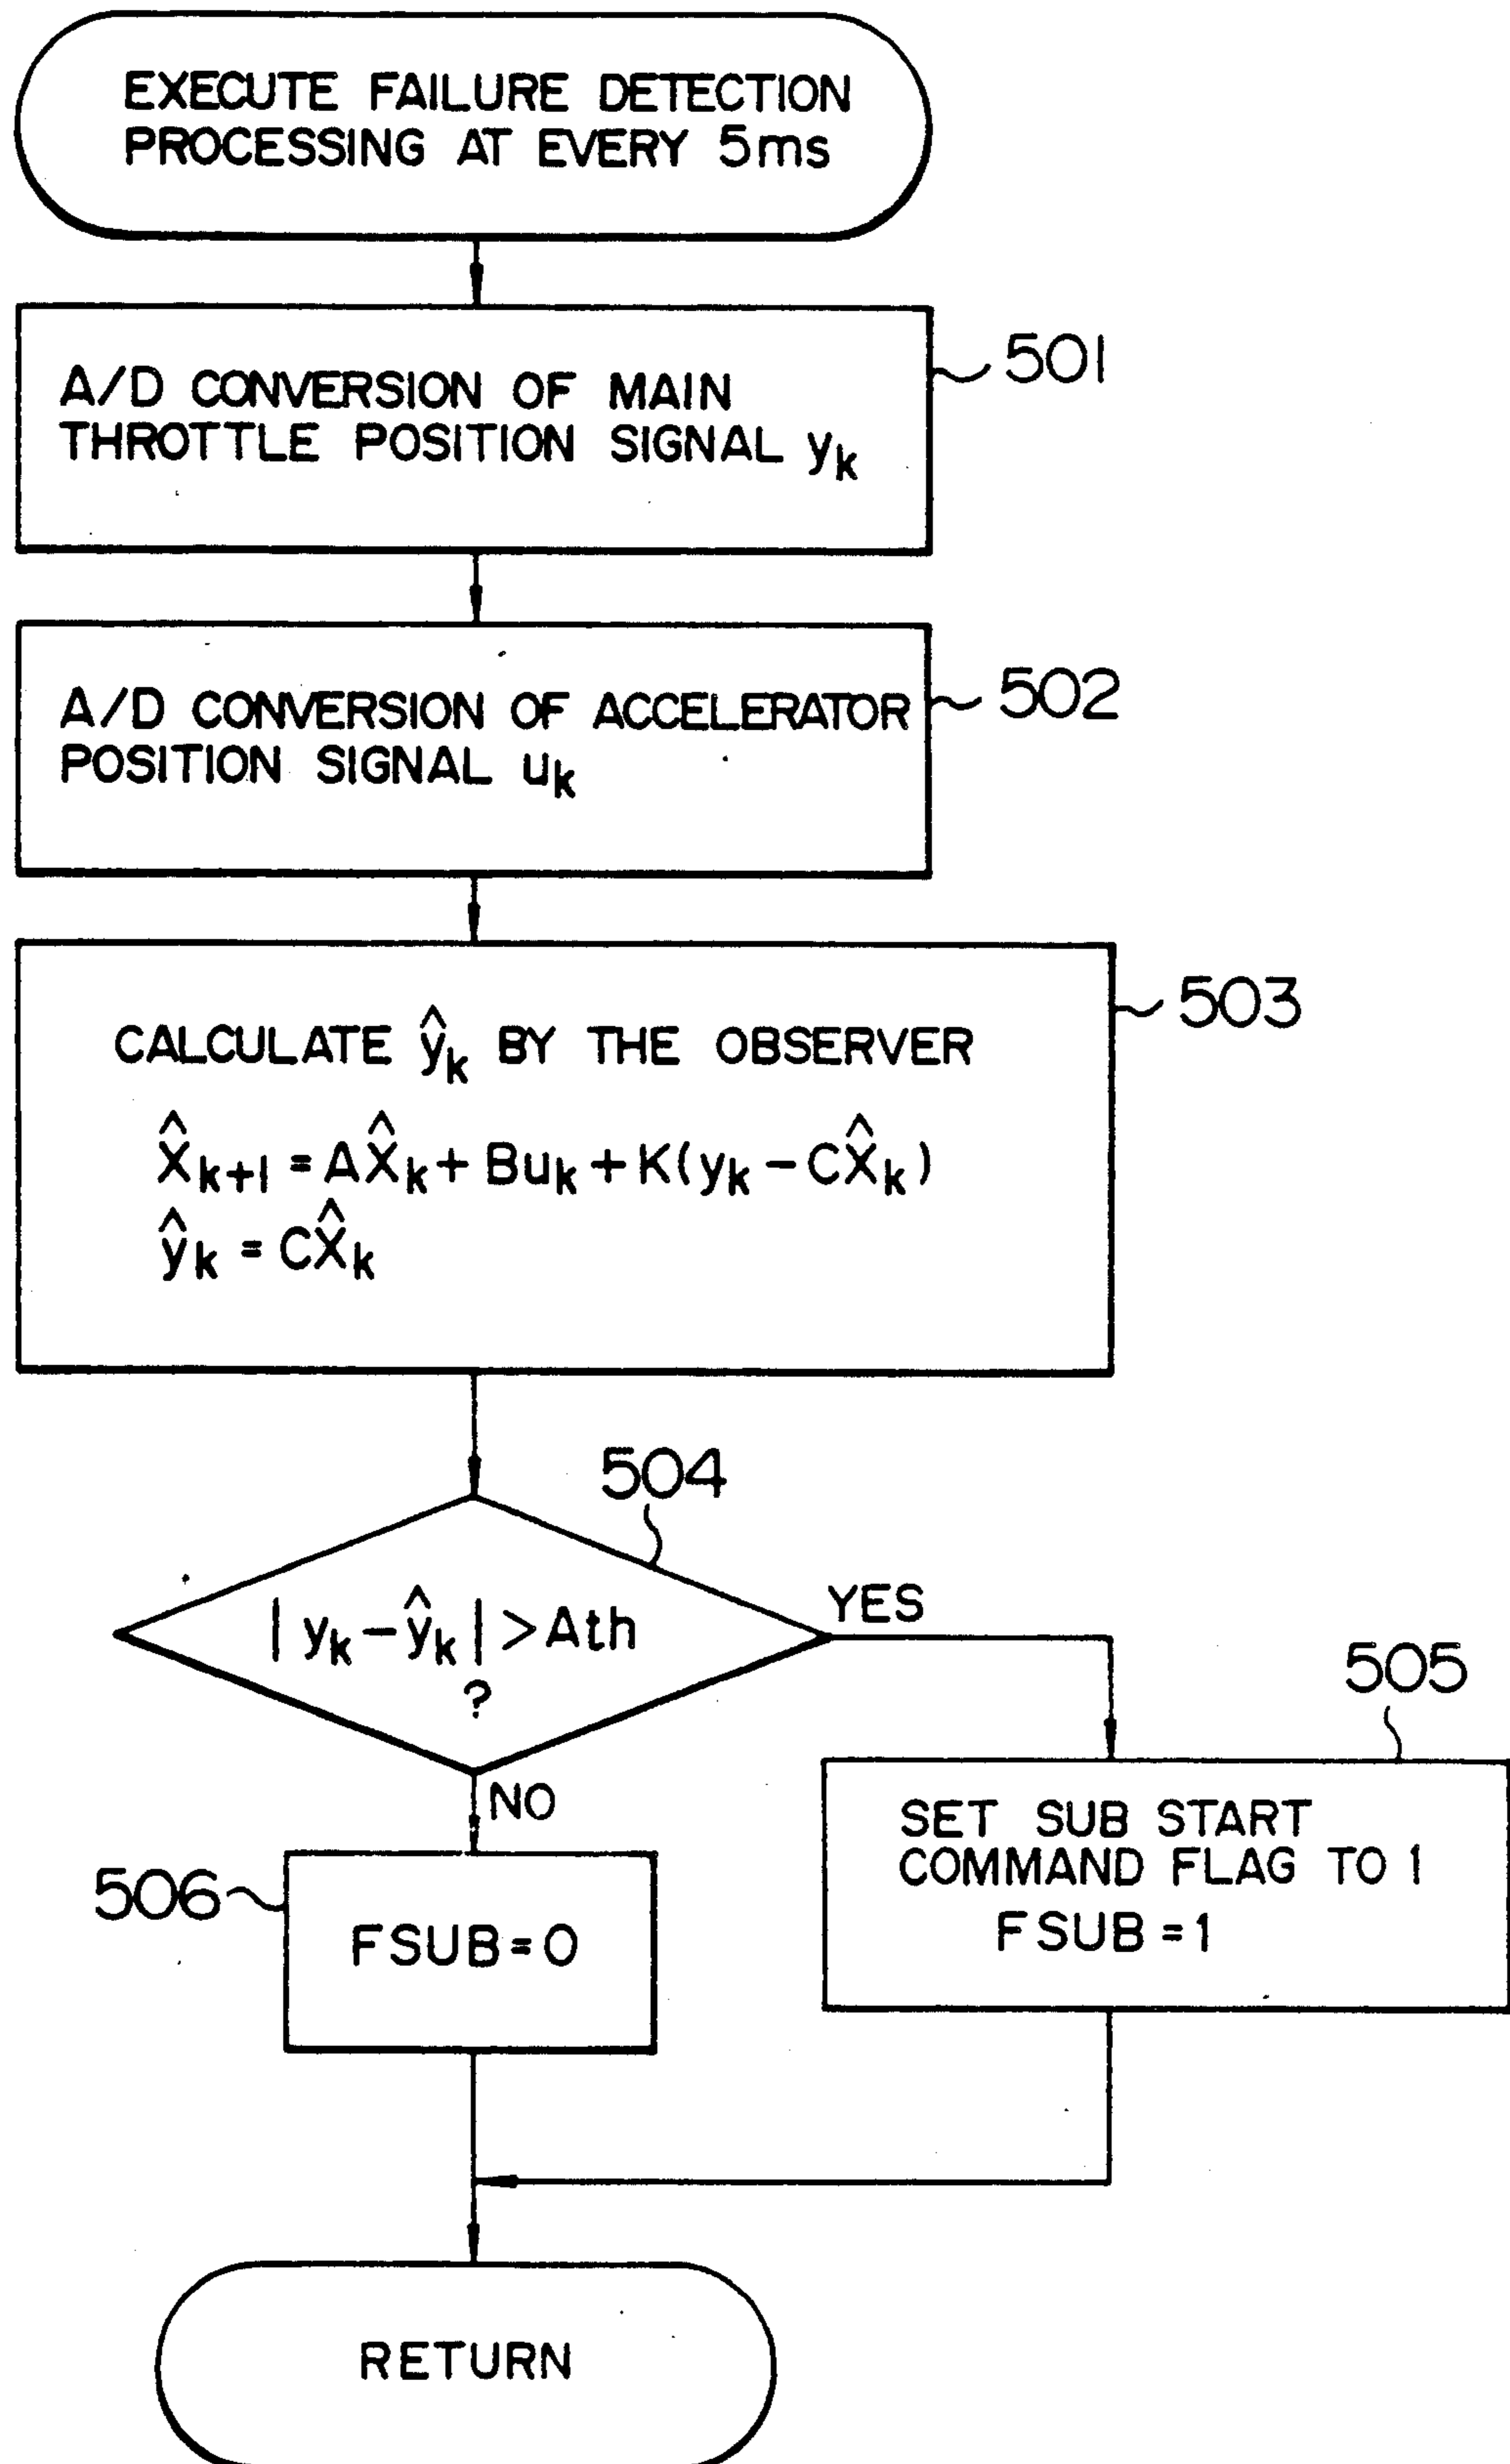 EXECUTE FAILURE DETECTION
PROCESSING AT EVERY 5ms
A/D CONVERSION OF MAIN
THROTTLE POSITION SIGNAL yₖ
501
A/D CONVERSION OF ACCELERATOR
POSITION SIGNAL uₖ
502
503
CALCULATE ŷₖ BY THE OBSERVER
X̂ₖ₊₁ = AX̂ₖ + Buₖ + K(yₖ − CX̂ₖ)
ŷₖ = CX̂ₖ
504
| yₖ − ŷₖ | > Ath
?
YES
NO
505
SET SUB START
COMMAND FLAG TO 1
FSUB = 1
506
FSUB = 0
RETURN